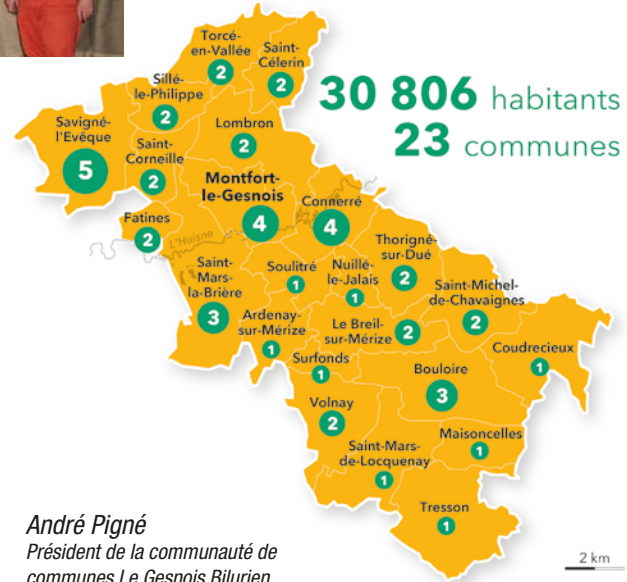 Torcé-
en-Vallée
2
Saint-
Célerin
2
30 806 habitants
23 communes
Sillé-
le-Philippe
2
Savigné-
l'Evêque
5
Lombron
2
Saint-
Corneille
2
Montfort-
le-Gesnois
4
Connerré
4
Fatines
2
L'Huisne
Thorigné-
sur-Dué
2
Saint-
Mars-
la-Brière
3
Soulitré
1
Nuillé-
le-Jalais
1
Saint-Michel-
de-Chavaignes
2
Ardenay-
sur-Mérize
1
Le Breil-
sur-Mérize
2
Coudrecieux
1
Surfonds
1
Bouloire
3
Volnay
2
Maisoncelles
1
Saint-Mars-
de-Locquenay
1
Tresson
1
André Pigné
Président de la communauté de
communes Le Gesnois Bilurien
2 km